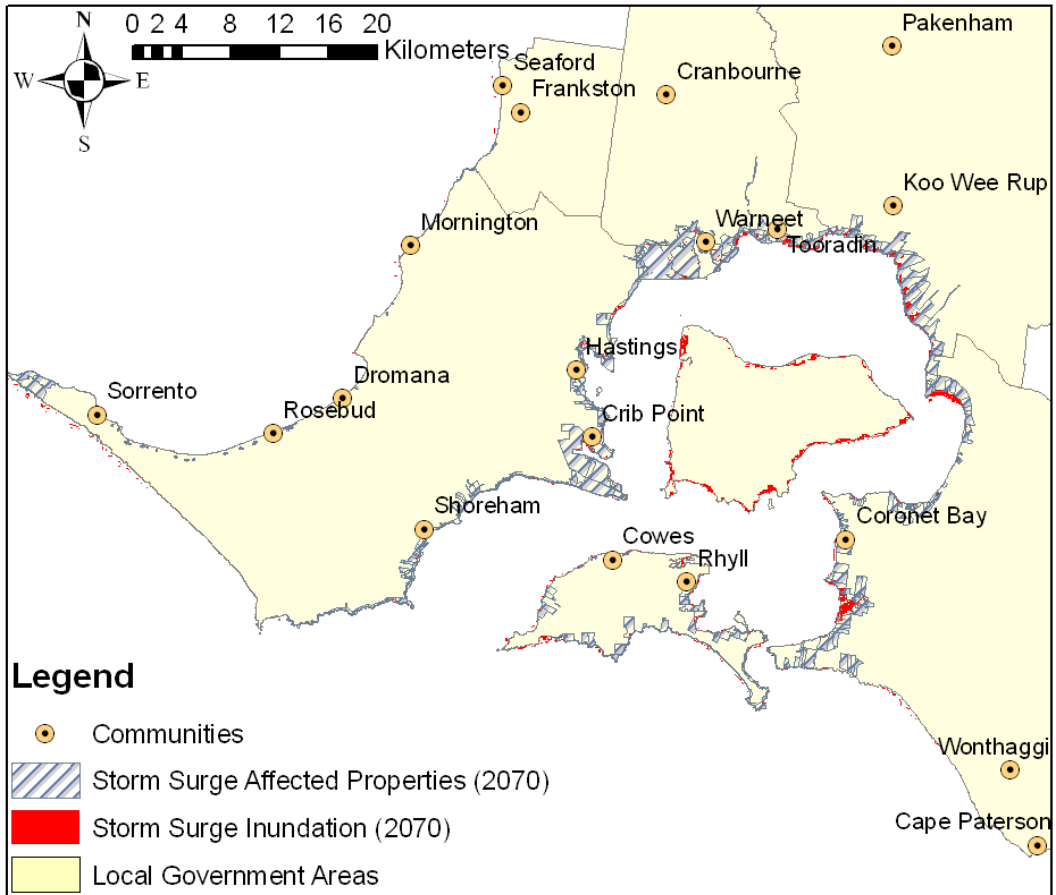 N
W E
S
0 2 4 8 12 16 20
Kilometers
Pakenham
Seaford
Cranbourne
Frankston
Koo Wee Rup
Mornington
Warneet
Tooradin
Hastings
Dromana
Sorrento
Rosebud
Crib Point
Shoreham
Coronet Bay
Cowes
Rhyll
Wonthaggi
Cape Paterson
Legend
Communities
Storm Surge Affected Properties (2070)
Storm Surge Inundation (2070)
Local Government Areas